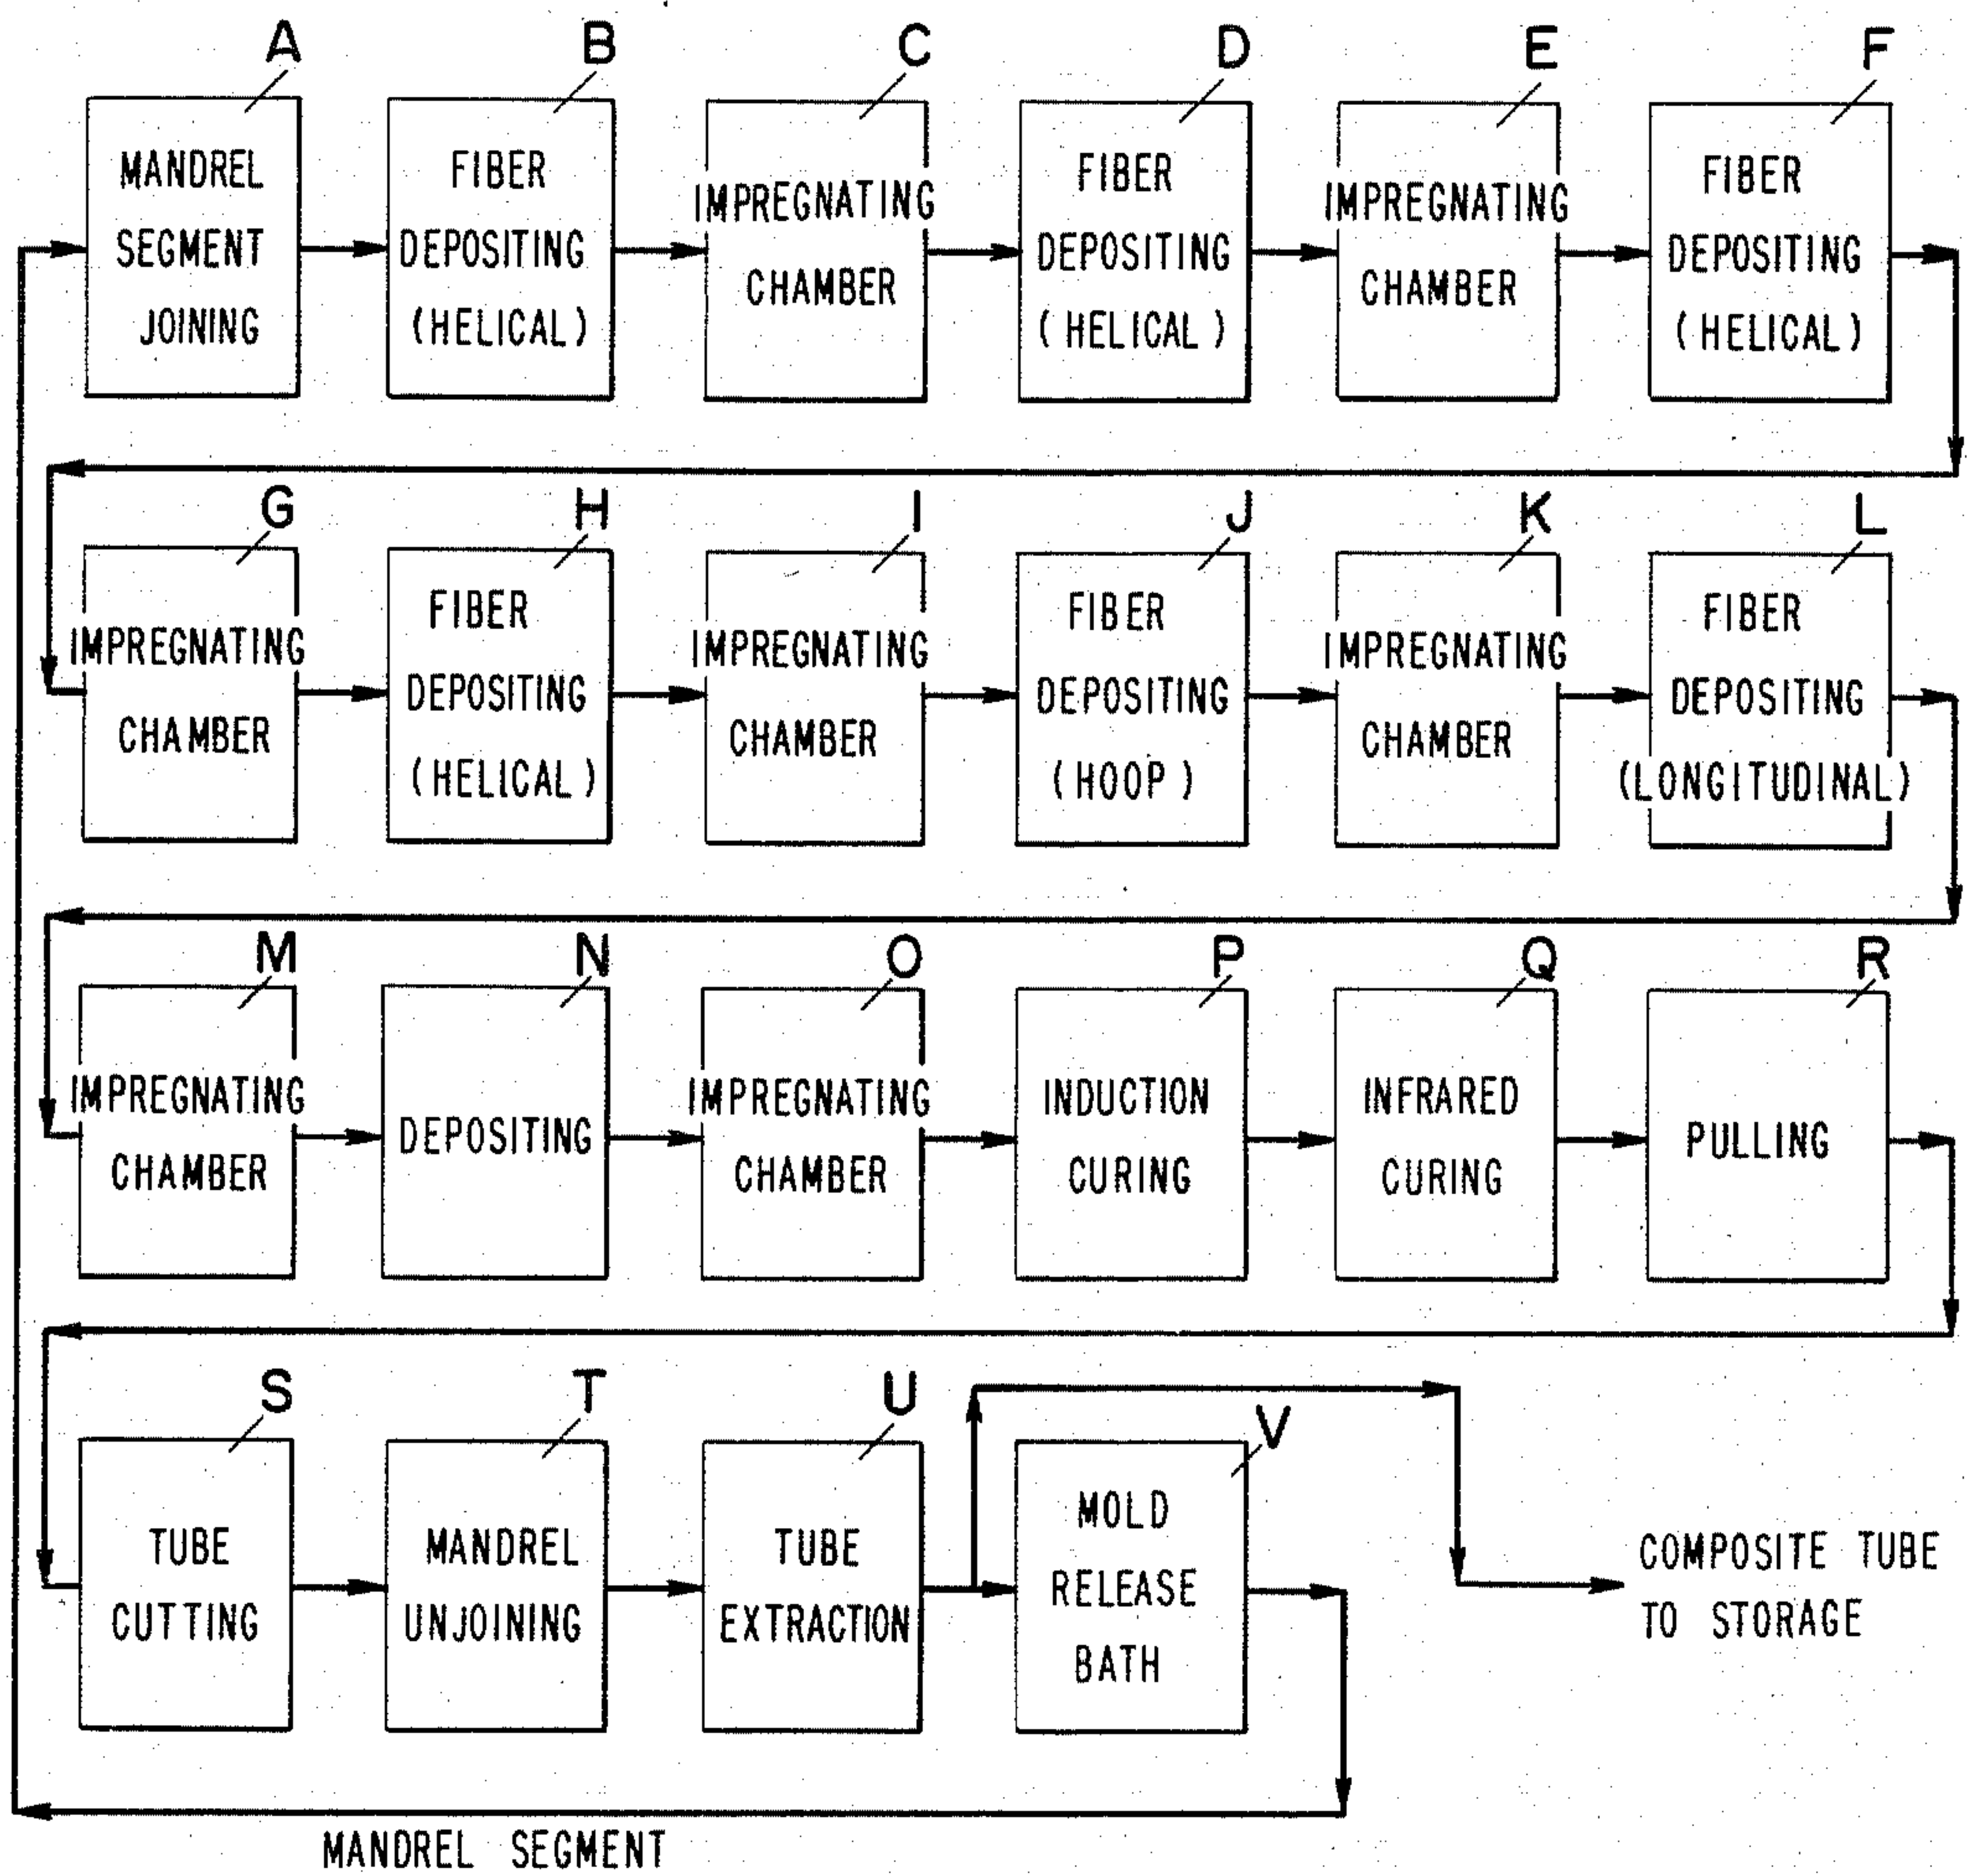 A
MANDREL
SEGMENT
JOINING
B
FIBER
DEPOSITING
(HELICAL)
C
IMPREGNATING
CHAMBER
D
FIBER
DEPOSITING
(HELICAL)
E
IMPREGNATING
CHAMBER
F
FIBER
DEPOSITING
(HELICAL)
G
IMPREGNATING
CHAMBER
H
FIBER
DEPOSITING
(HELICAL)
I
IMPREGNATING
CHAMBER
J
FIBER
DEPOSITING
(HOOP)
K
IMPREGNATING
CHAMBER
L
FIBER
DEPOSITING
(LONGITUDINAL)
M
IMPREGNATING
CHAMBER
N
DEPOSITING
O
IMPREGNATING
CHAMBER
P
INDUCTION
CURING
Q
INFRARED
CURING
R
PULLING
S
TUBE
CUTTING
T
MANDREL
UNJOINING
U
TUBE
EXTRACTION
V
MOLD
RELEASE
BATH
COMPOSITE TUBE
TO STORAGE
MANDREL SEGMENT